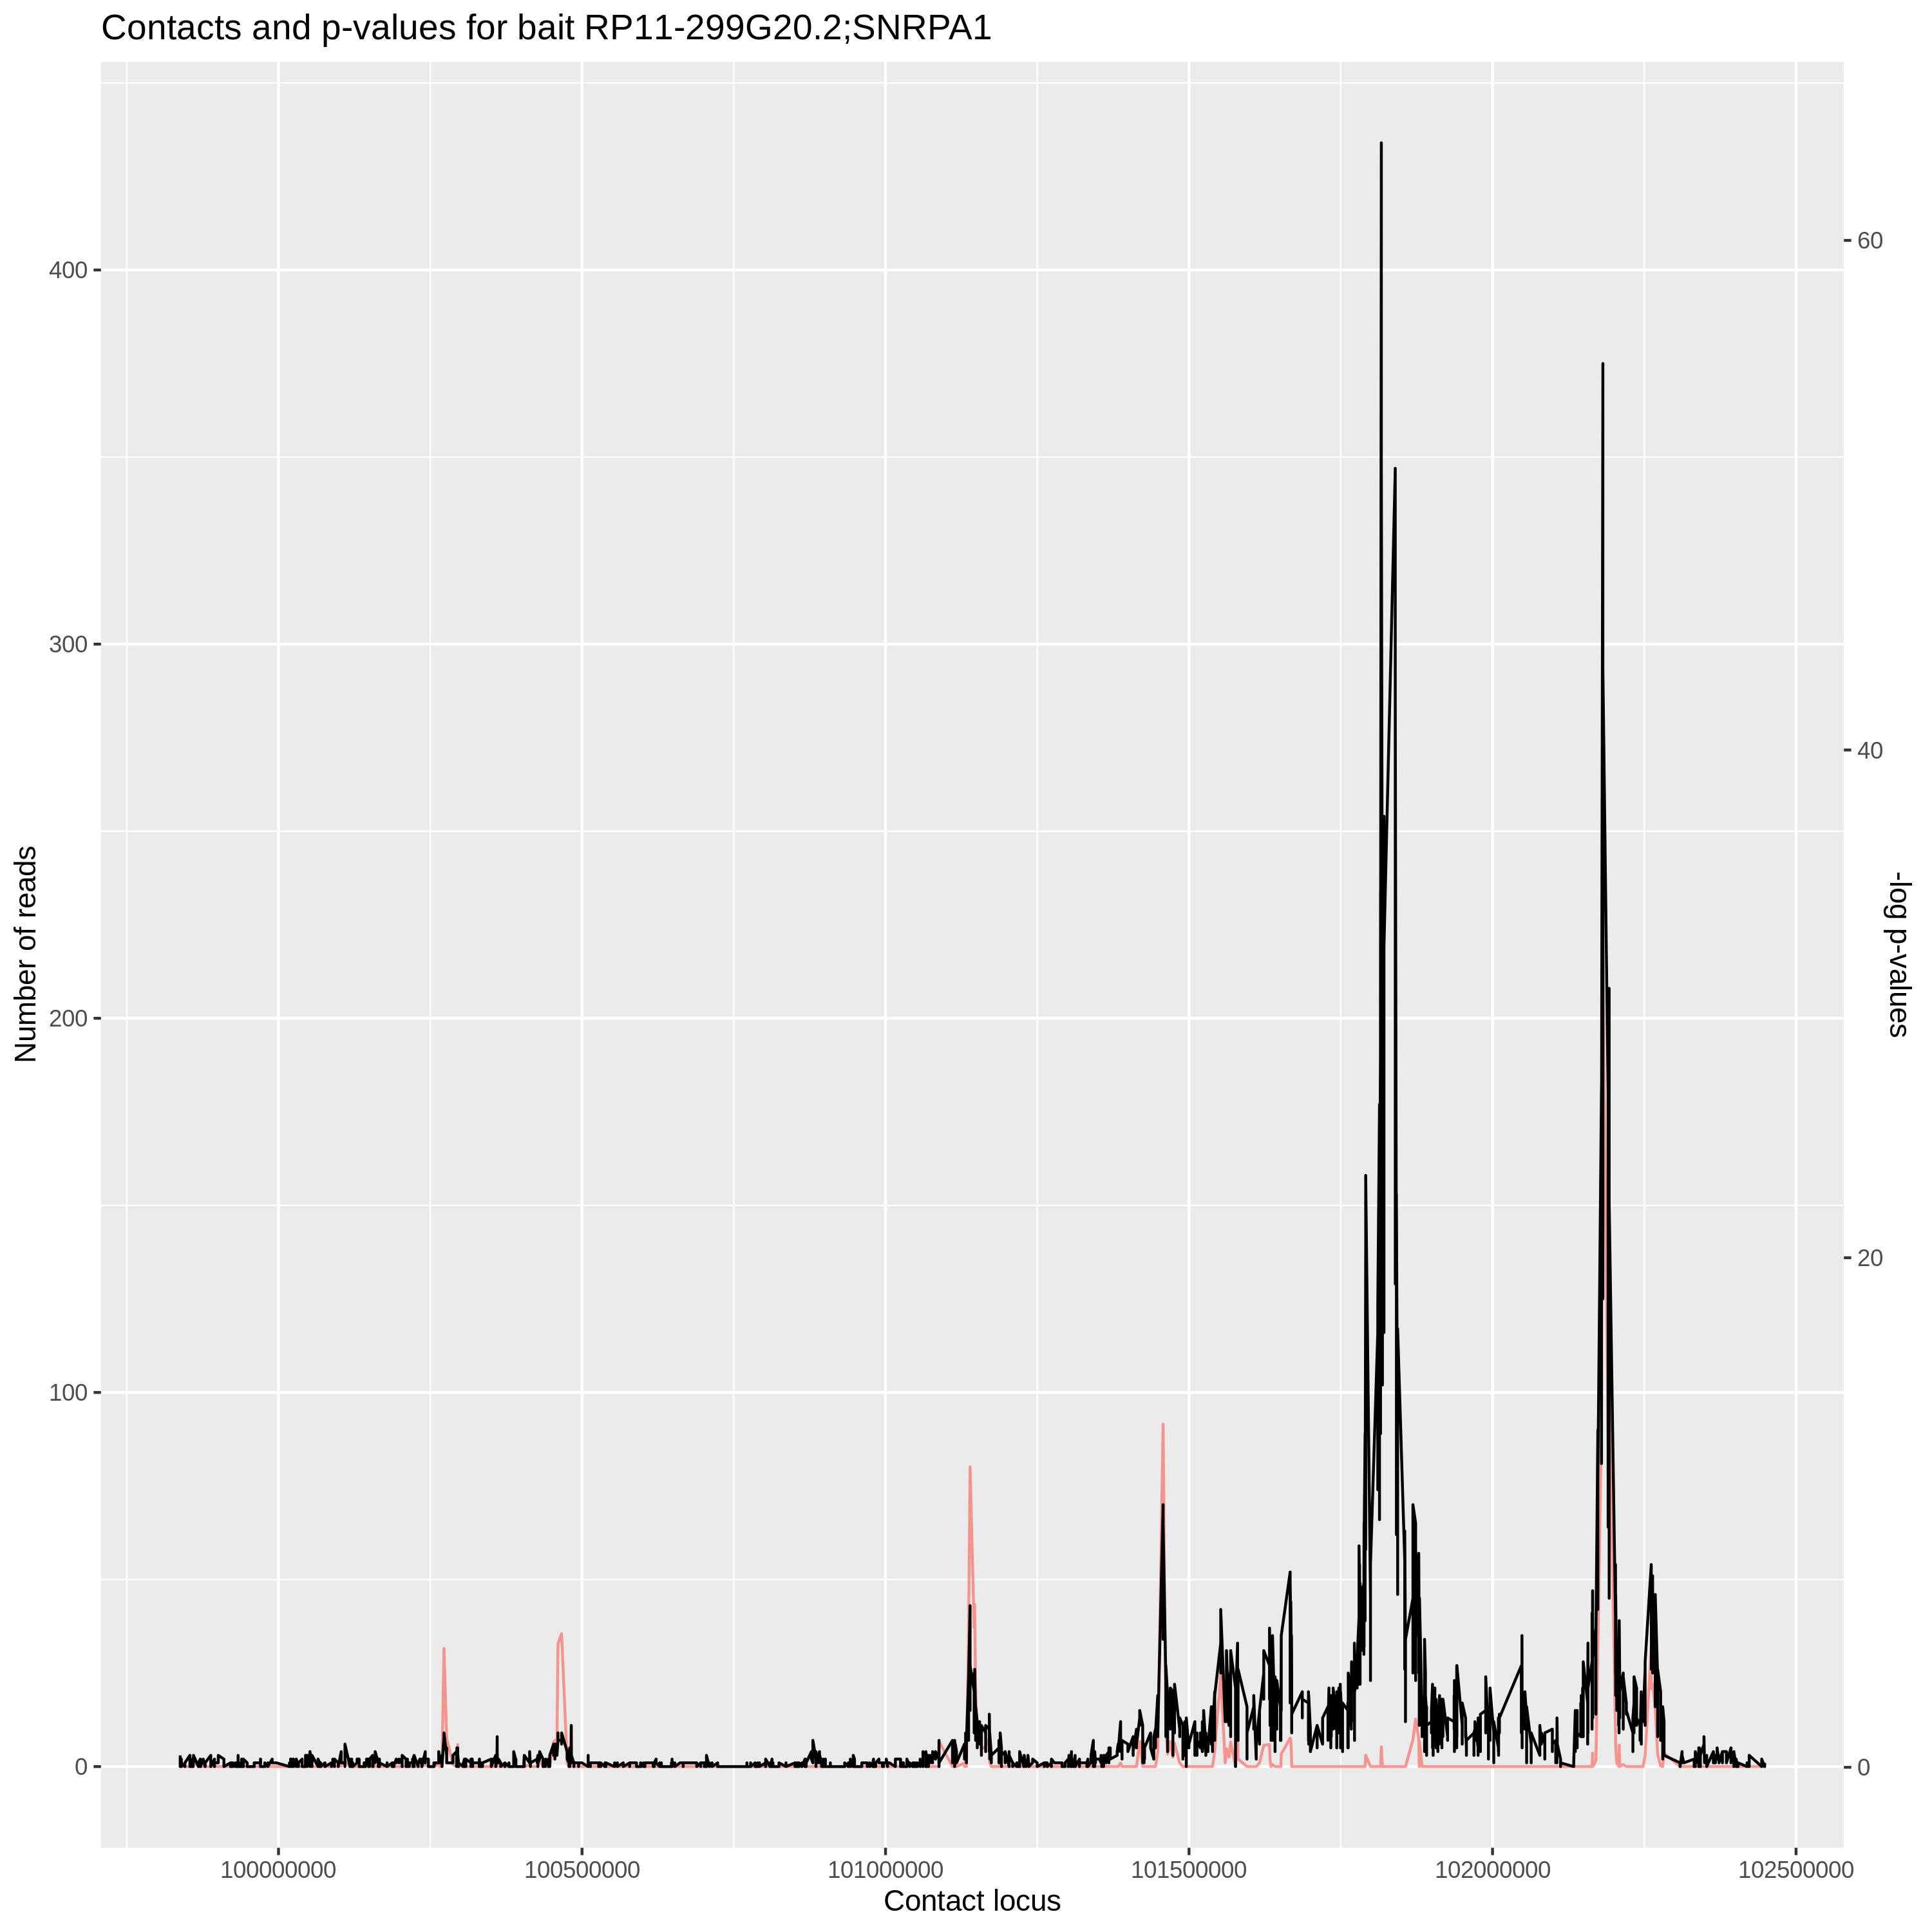 Contacts and p-values for bait RP11-299G20.2;SNRPA1
400
300
200
100
0
Number of reads
60
40
20
0
-log p-values
100000000 100500000 101000000 101500000 102000000 102500000
Contact locus